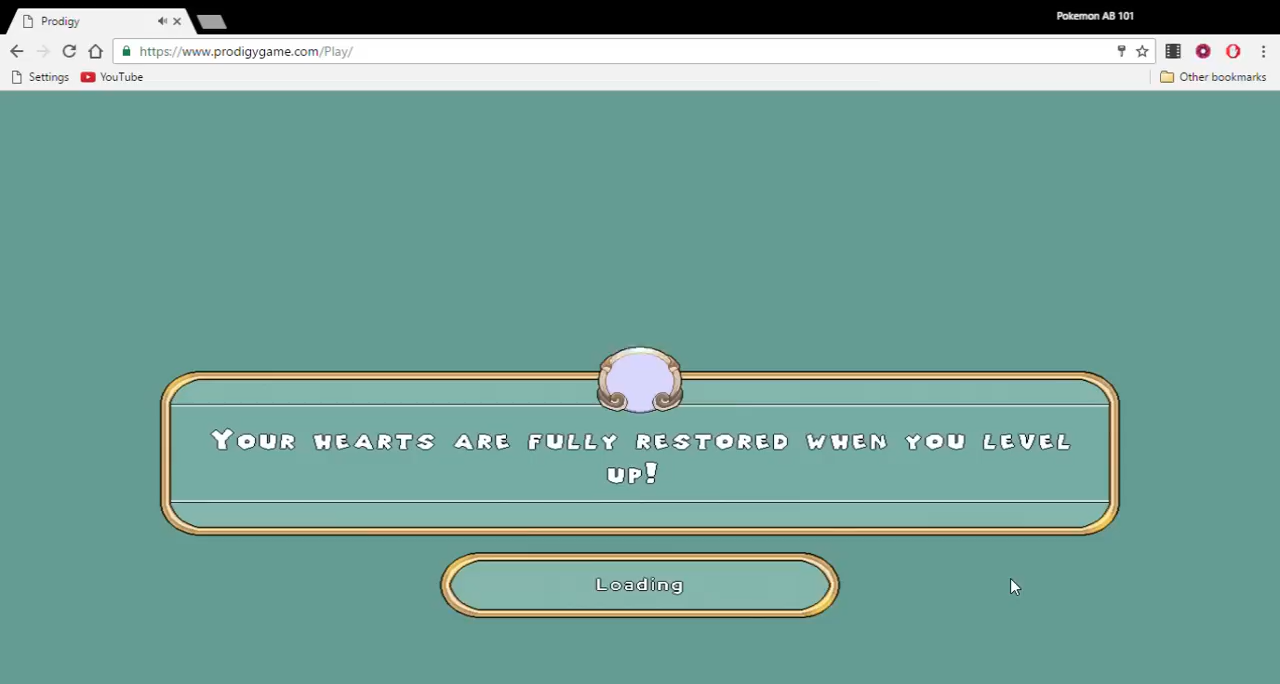 Prodigy
Pokemon AB 101
https://www.prodigygame.com/Play/
Settings YouTube Other bookmarks
Your hearts are fully restored when you level
up!
Loading